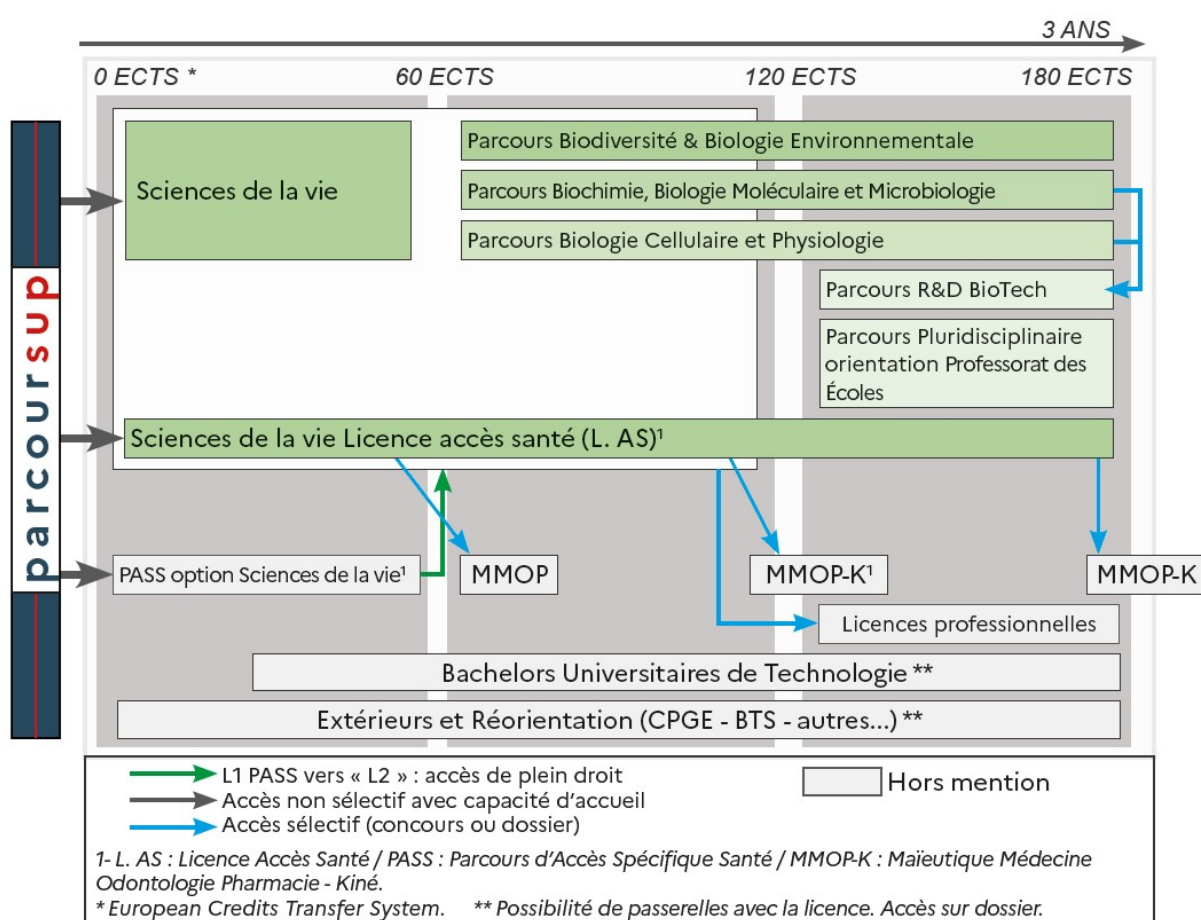 3 ANS
0 ECTS *
60 ECTS
120 ECTS
180 ECTS
parcoursup
Sciences de la vie
Parcours Biodiversité & Biologie Environnementale
Parcours Biochimie, Biologie Moléculaire et Microbiologie
Parcours Biologie Cellulaire et Physiologie
Parcours R&D BioTech
Parcours Pluridisciplinaire
orientation Professorat des
Écoles
Sciences de la vie Licence accès santé (L. AS)¹
PASS option Sciences de la vie¹
MMOP
MMOP-K¹
MMOP-K
Licences professionnelles
Bachelors Universitaires de Technologie **
Extérieurs et Réorientation (CPGE - BTS - autres...) **
L1 PASS vers « L2 » : accès de plein droit
Accès non sélectif avec capacité d'accueil
Accès sélectif (concours ou dossier)
Hors mention
1- L. AS : Licence Accès Santé / PASS : Parcours d'Accès Spécifique Santé / MMOP-K : Maïeutique Médecine
Odontologie Pharmacie - Kiné.
* European Credits Transfer System. ** Possibilité de passerelles avec la licence. Accès sur dossier.